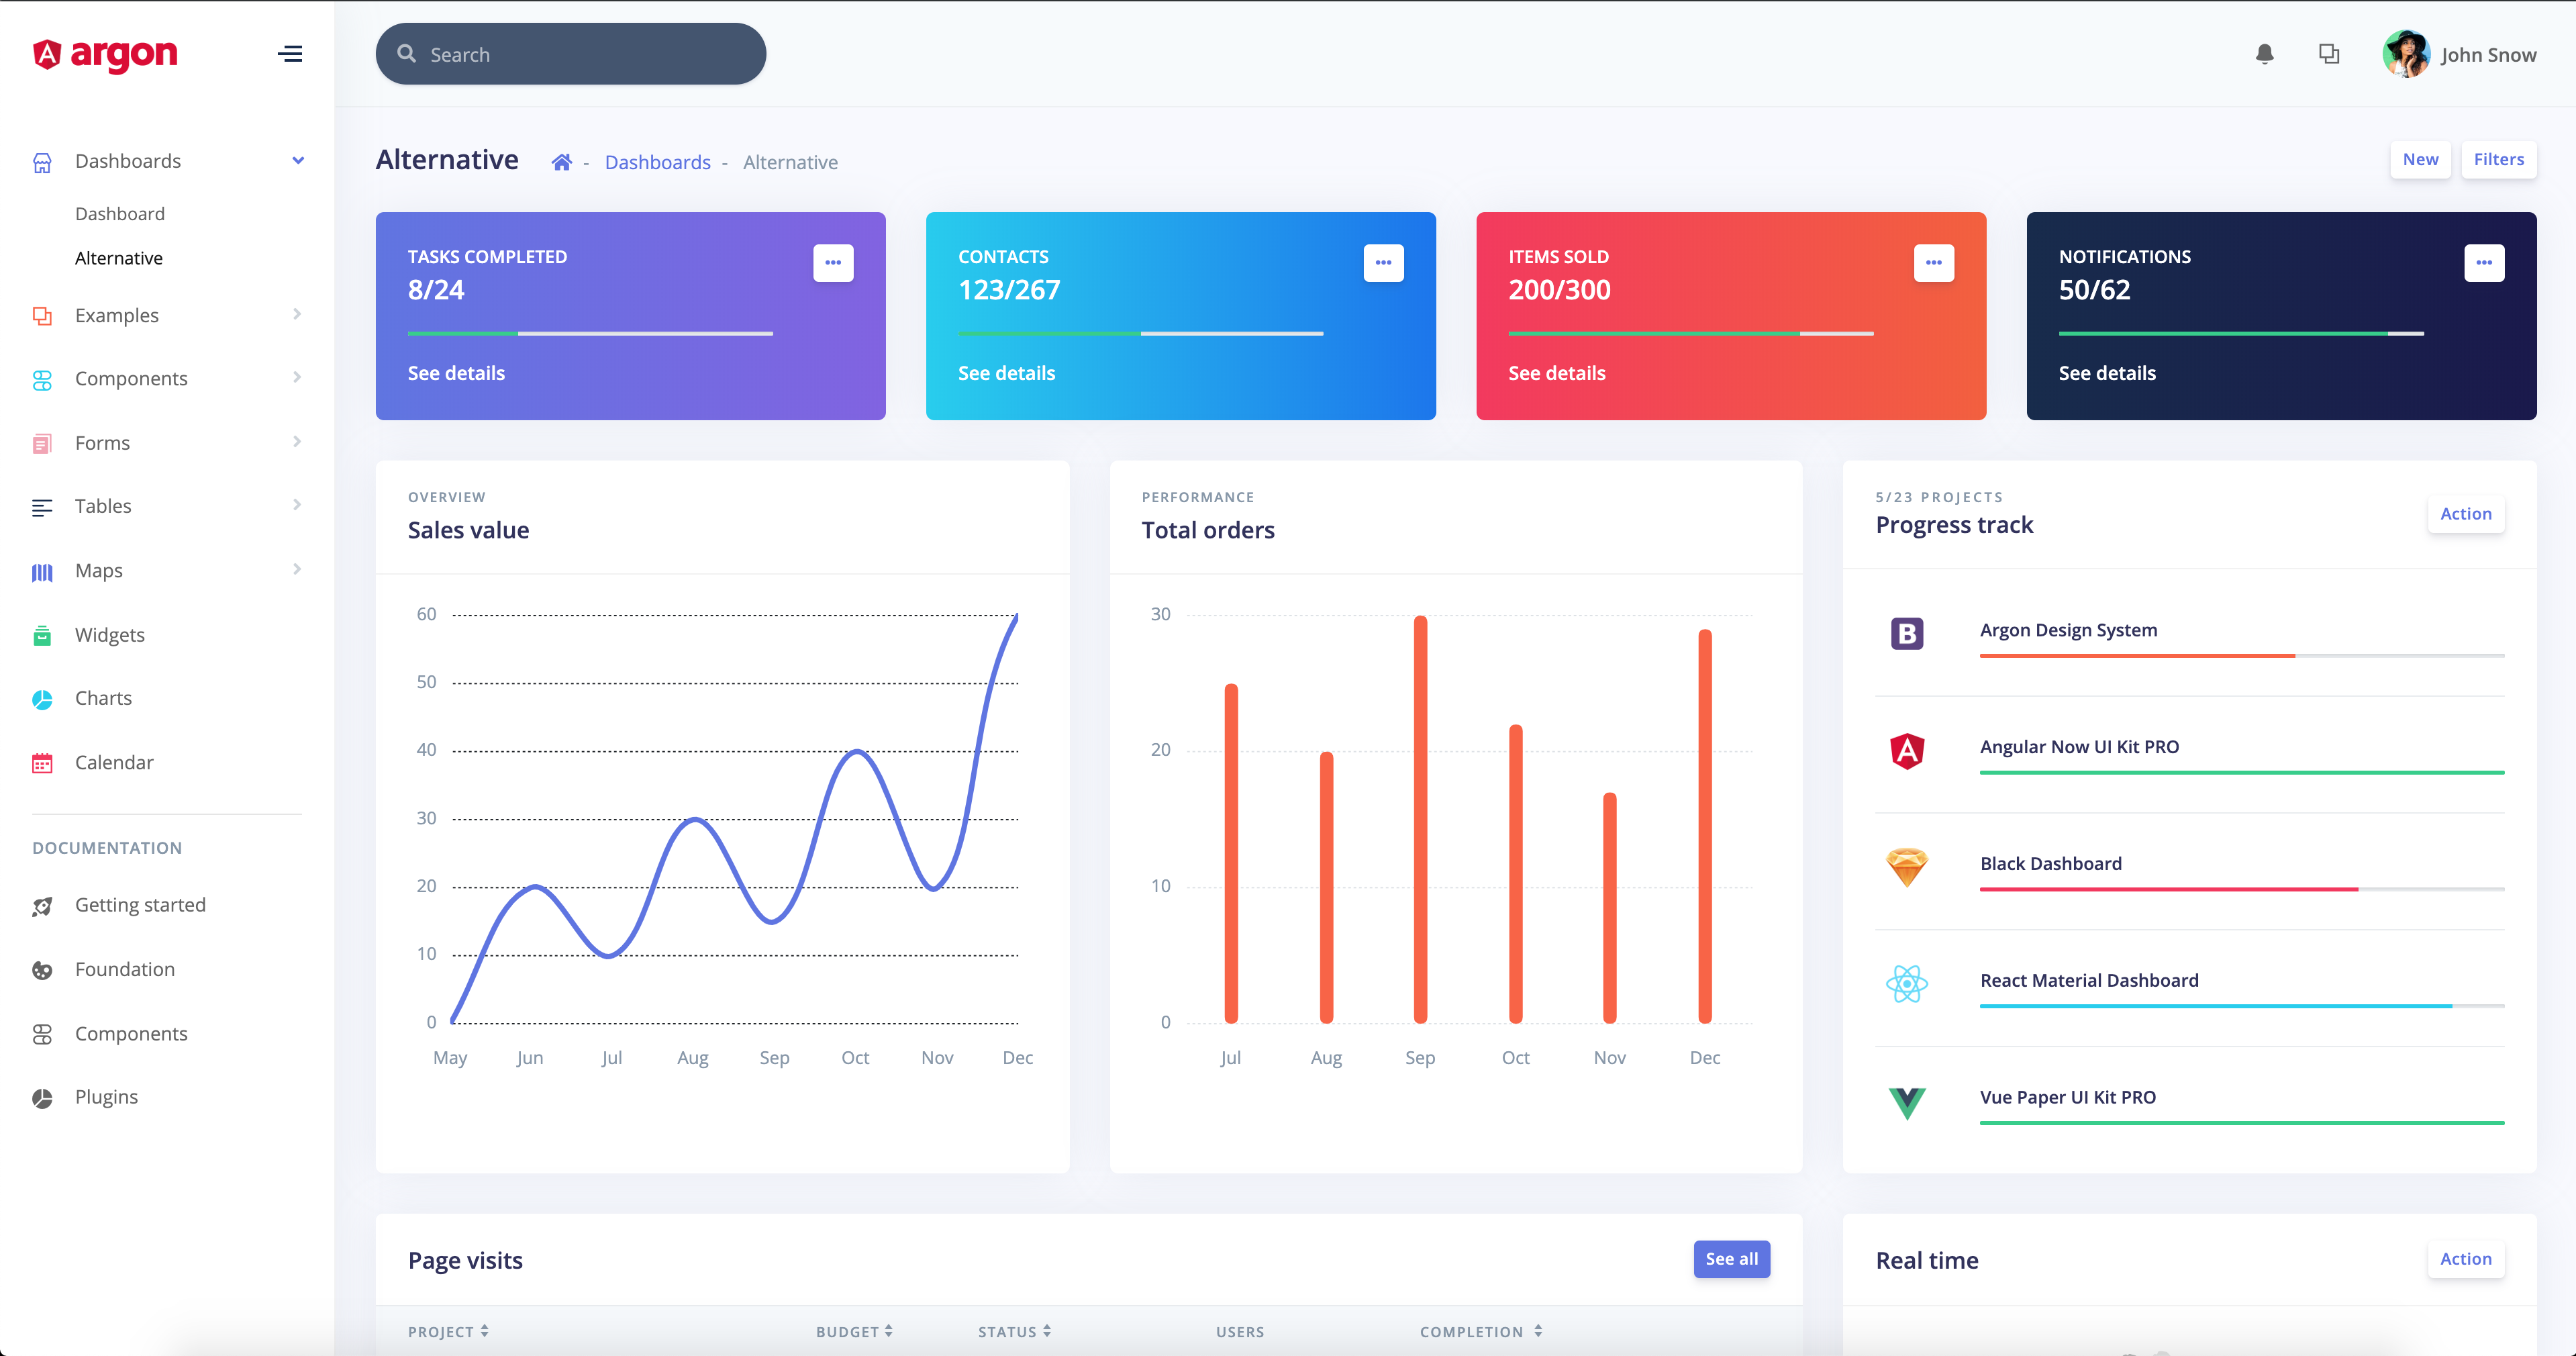 argon
Search
John Snow
Dashboards
Dashboard
Alternative
Examples
Components
Forms
Tables
Maps
Widgets
Charts
Calendar
DOCUMENTATION
Getting started
Foundation
Components
Plugins
Alternative - Dashboards - Alternative
New Filters
TASKS COMPLETED
8/24
See details
CONTACTS
123/267
See details
ITEMS SOLD
200/300
See details
NOTIFICATIONS
50/62
See details
OVERVIEW
Sales value
60
50
40
30
20
10
0
May Jun Jul Aug Sep Oct Nov Dec
PERFORMANCE
Total orders
30
20
10
0
Jul Aug Sep Oct Nov Dec
5/23 PROJECTS
Progress track
Action
B
Argon Design System
Angular Now UI Kit PRO
Black Dashboard
React Material Dashboard
Vue Paper UI Kit PRO
Page visits
See all
PROJECT BUDGET STATUS USERS COMPLETION
Real time
Action